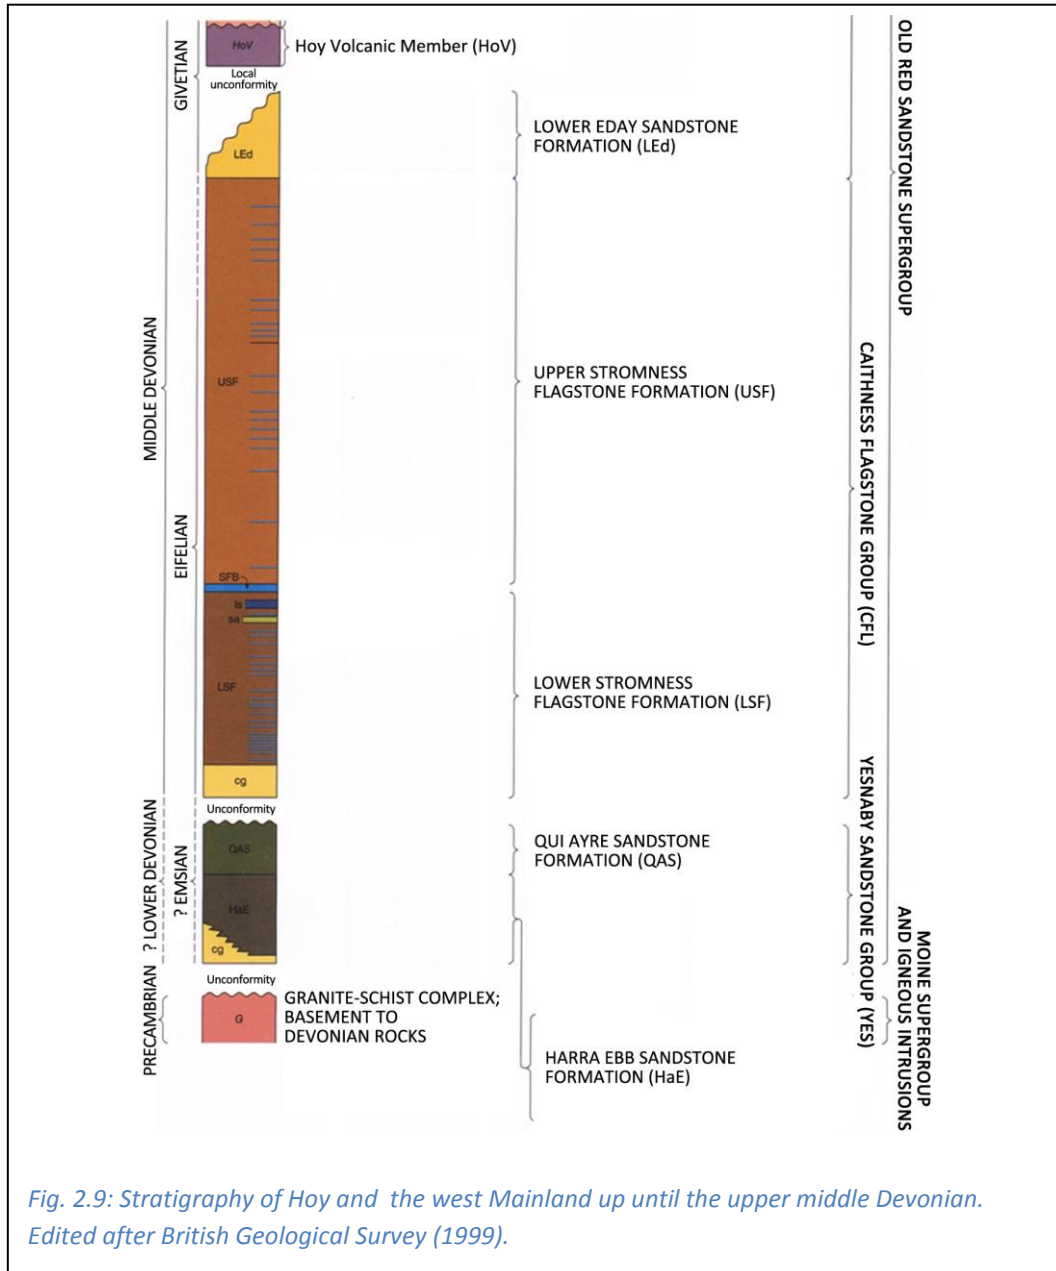 HoV
Hoy Volcanic Member (HoV)
Local
unconformity
GIVETIAN
OLD RED SANDSTONE SUPERGROUP
LEd
LOWER EDAY SANDSTONE
FORMATION (LEd)
MIDDLE DEVONIAN
USF
UPPER STROMNESS
FLAGSTONE FORMATION (USF)
CAITHNESS FLAGSTONE GROUP (CFL)
EIFELIAN
SFB
ls
sa
LSF
LOWER STROMNESS
FLAGSTONE FORMATION (LSF)
cg
Unconformity
? LOWER DEVONIAN
? EMSIAN
QAS
QUI AYRE SANDSTONE
FORMATION (QAS)
YESNABY SANDSTONE GROUP (YES)
HaE
cg
Unconformity
PRECAMBRIAN
G
GRANITE-SCHIST COMPLEX;
BASEMENT TO
DEVONIAN ROCKS
HARRA EBB SANDSTONE
FORMATION (HaE)
MOINE SUPERGROUP
AND IGNEOUS INTRUSIONS
Fig. 2.9: Stratigraphy of Hoy and the west Mainland up until the upper middle Devonian.
Edited after British Geological Survey (1999).